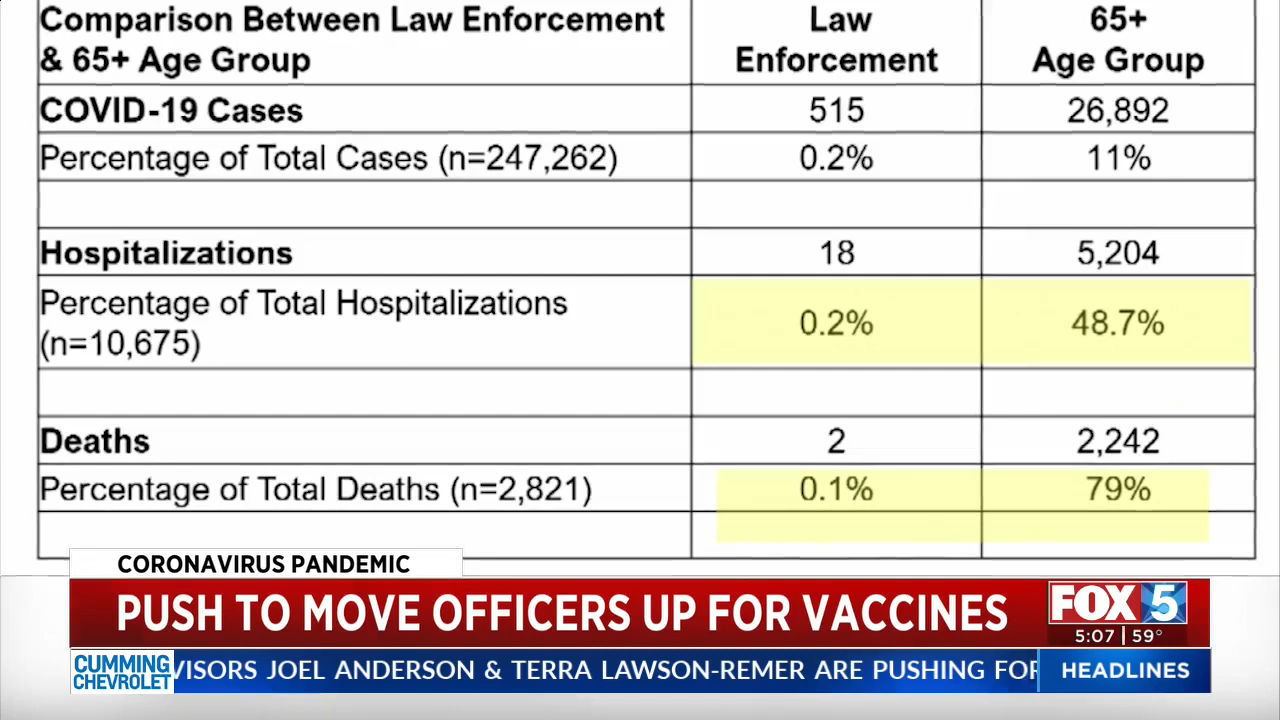 Comparison Between Law Enforcement
& 65+ Age Group
Law
Enforcement
65+
Age Group
COVID-19 Cases
515
26,892
Percentage of Total Cases (n=247,262)
0.2%
11%
Hospitalizations
18
5,204
Percentage of Total Hospitalizations
(n=10,675)
0.2%
48.7%
Deaths
2
2,242
Percentage of Total Deaths (n=2,821)
0.1%
79%
CORONAVIRUS PANDEMIC
PUSH TO MOVE OFFICERS UP FOR VACCINES
FOX 5
5:07 | 59°
CUMMING
CHEVROLET
VISORS JOEL ANDERSON & TERRA LAWSON-REMER ARE PUSHING FOR
HEADLINES